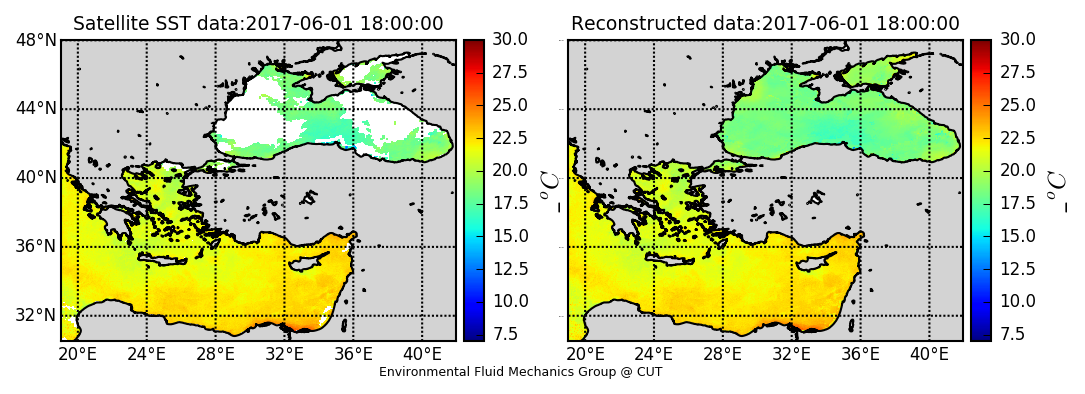 Satellite SST data:2017-06-01 18:00:00
48°N
44°N
40°N
36°N
32°N
20°E 24°E 28°E 32°E 36°E 40°E
30.0
27.5
25.0
22.5
20.0
17.5
15.0
12.5
10.0
7.5
_°C
Reconstructed data:2017-06-01 18:00:00
20°E 24°E 28°E 32°E 36°E 40°E
30.0
27.5
25.0
22.5
20.0
17.5
15.0
12.5
10.0
7.5
_°C
Environmental Fluid Mechanics Group @ CUT